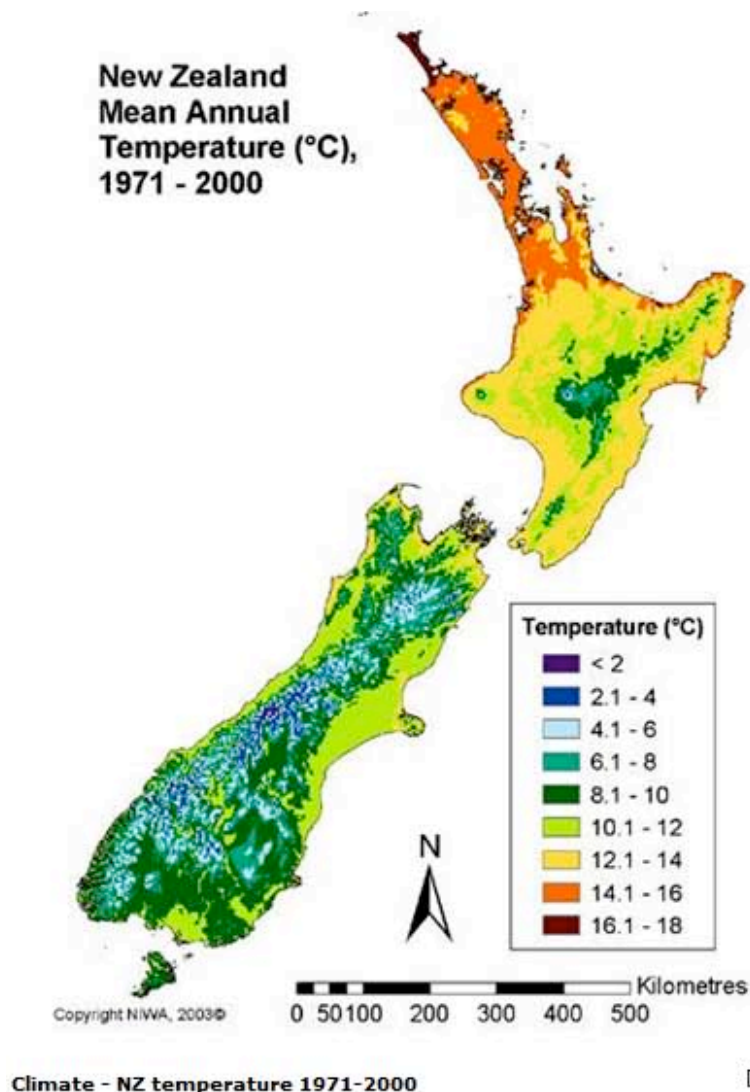 New Zealand
Mean Annual
Temperature (°C),
1971 - 2000
Temperature (°C)
< 2
2.1 - 4
4.1 - 6
6.1 - 8
8.1 - 10
10.1 - 12
12.1 - 14
14.1 - 16
16.1 - 18
N
Kilometres
0 50 100 200 300 400 500
Copyright NIWA, 2003©
Climate - NZ temperature 1971-2000